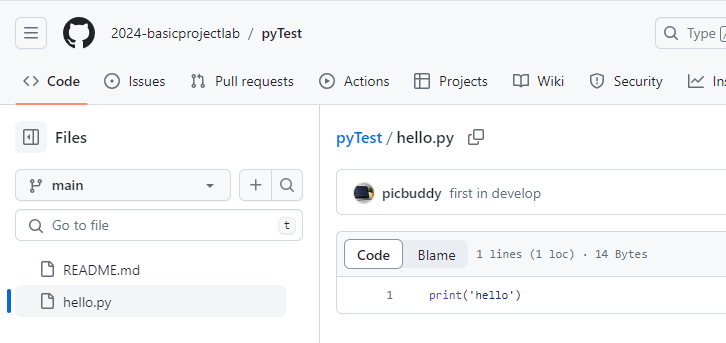 2024-basicprojectlab / pyTest
Type /
Code Issues Pull requests Actions Projects Wiki Security Ins
Files
main
Go to file t
README.md
hello.py
pyTest / hello.py
picbuddy first in develop
Code Blame 1 lines (1 loc) · 14 Bytes
1 print('hello')